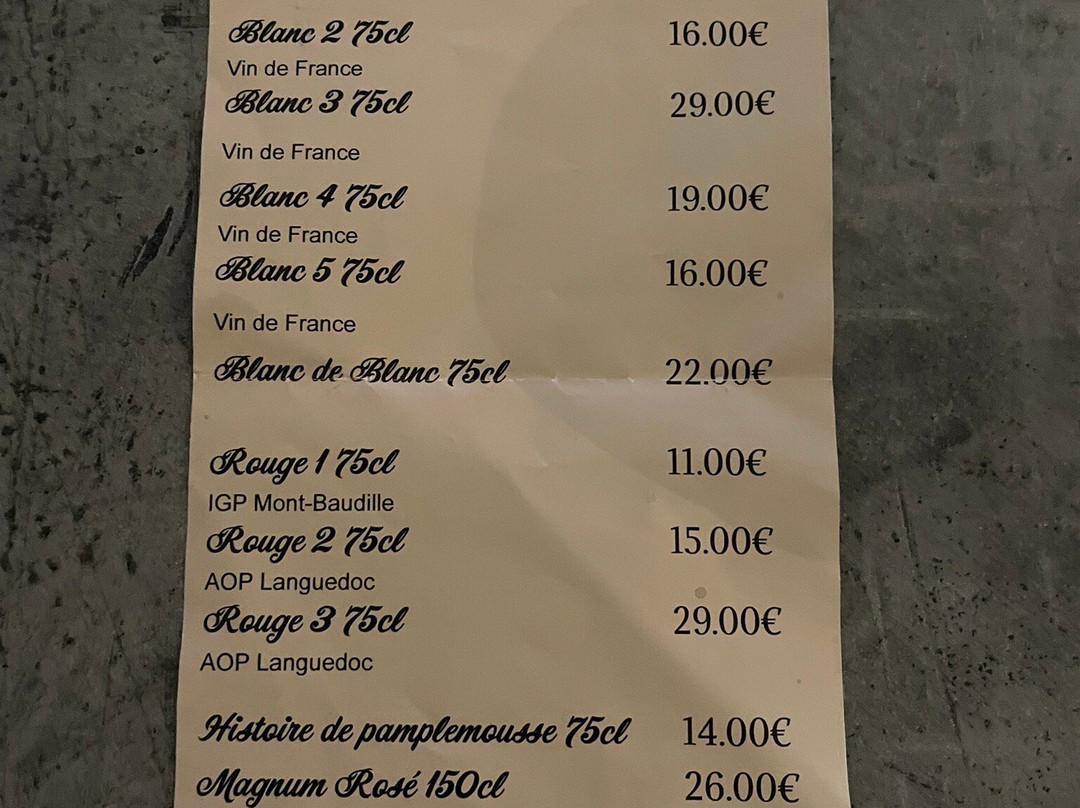 Blanc 2 75cl 16.00€
Vin de France
Blanc 3 75cl 29.00€
Vin de France
Blanc 4 75cl 19.00€
Vin de France
Blanc 5 75cl 16.00€
Vin de France
Blanc de Blanc 75cl 22.00€
Rouge 1 75cl 11.00€
IGP Mont-Baudille
Rouge 2 75cl 15.00€
AOP Languedoc
Rouge 3 75cl 29.00€
AOP Languedoc
Histoire de pamplemousse 75cl 14.00€
Magnum Rosé 150cl 26.00€